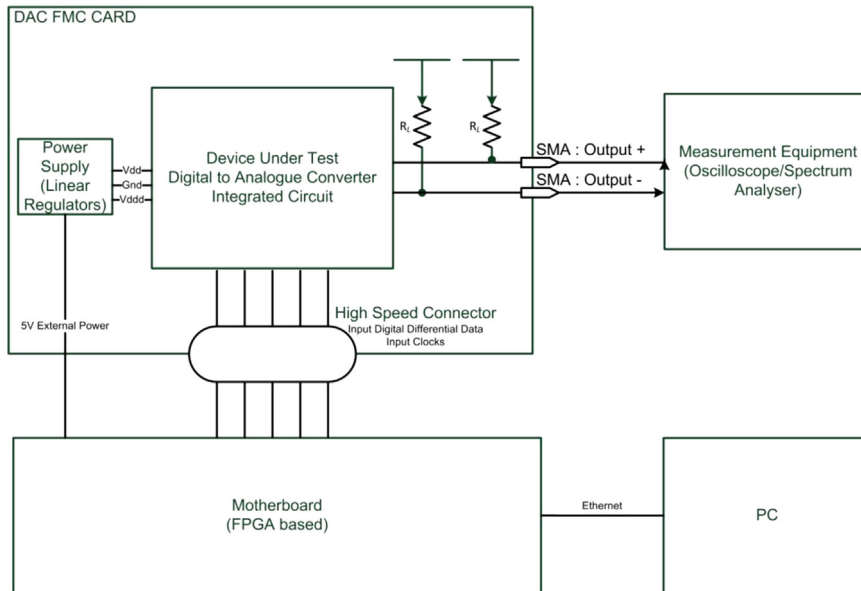 DAC FMC CARD
Power
Supply
(Linear
Regulators)
Vdd
Gnd
Vddd
Device Under Test
Digital to Analogue Converter
Integrated Circuit
RL
RL
SMA : Output +
SMA : Output -
Measurement Equipment
(Oscilloscope/Spectrum
Analyser)
5V External Power
High Speed Connector
Input Digital Differential Data
Input Clocks
Motherboard
(FPGA based)
Ethernet
PC